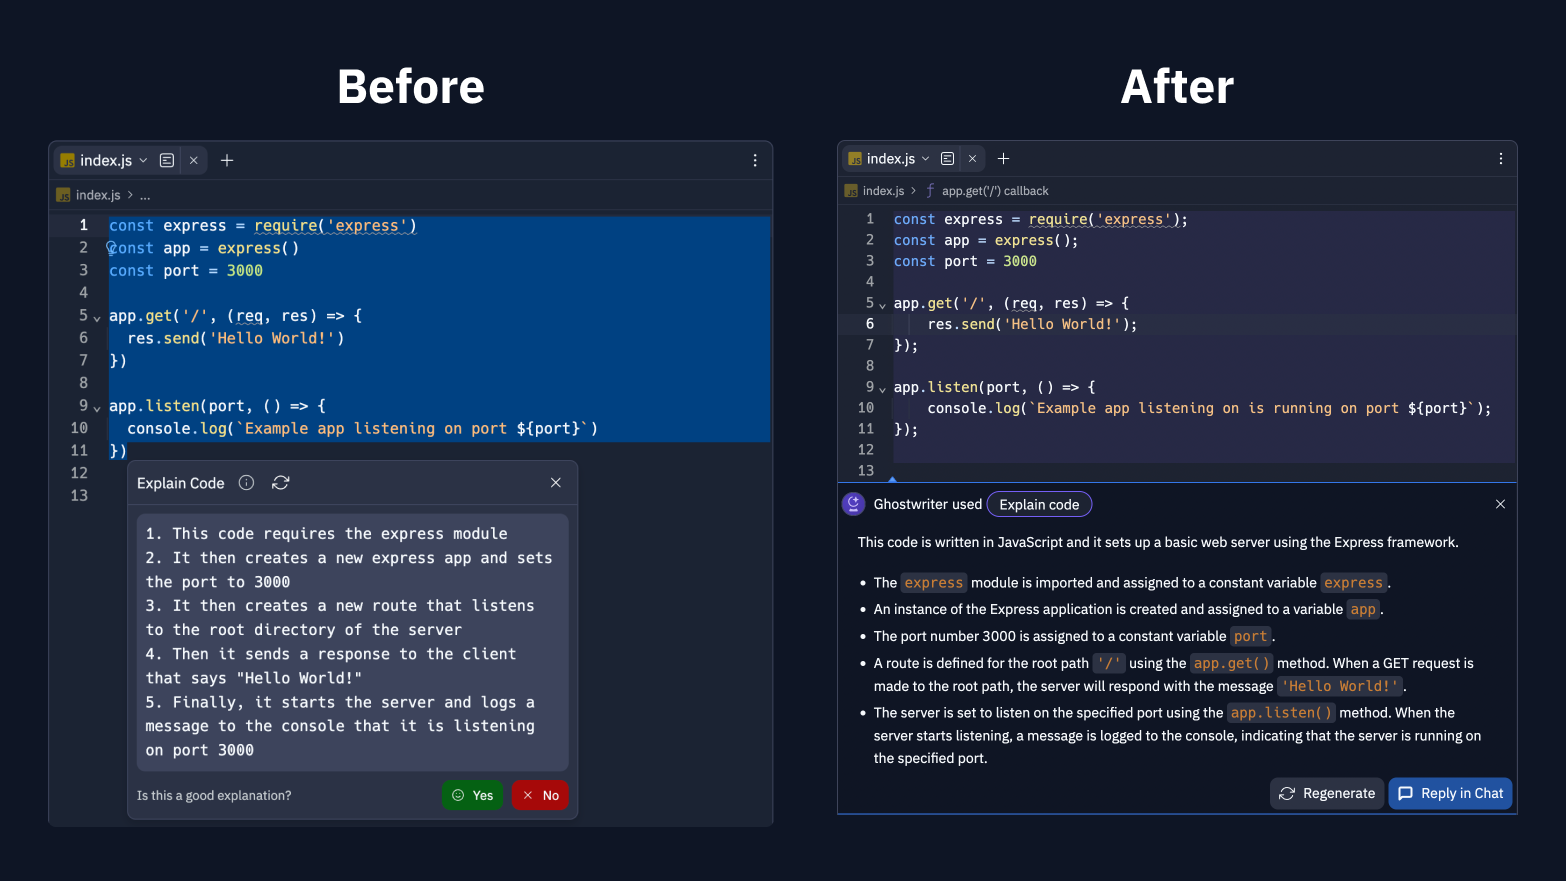 Before
After
index.js
index.js > ...
1 const express = require('express')
2 const app = express()
3 const port = 3000
4
5 app.get('/', (req, res) => {
6 res.send('Hello World!')
7 })
8
9 app.listen(port, () => {
10 console.log(`Example app listening on port ${port}`)
11 })
12
13
Explain Code
1. This code requires the express module
2. It then creates a new express app and sets
the port to 3000
3. It then creates a new route that listens
to the root directory of the server
4. Then it sends a response to the client
that says "Hello World!"
5. Finally, it starts the server and logs a
message to the console that it is listening
on port 3000
Is this a good explanation?
Yes
No
index.js
index.js > app.get('/') callback
1 const express = require('express');
2 const app = express();
3 const port = 3000
4
5 app.get('/', (req, res) => {
6 res.send('Hello World!');
7 });
8
9 app.listen(port, () => {
10 console.log(`Example app listening on is running on port ${port}`);
11 });
12
13
Ghostwriter used Explain code
This code is written in JavaScript and it sets up a basic web server using the Express framework.
• The express module is imported and assigned to a constant variable express.
• An instance of the Express application is created and assigned to a variable app.
• The port number 3000 is assigned to a constant variable port.
• A route is defined for the root path '/' using the app.get() method. When a GET request is
made to the root path, the server will respond with the message 'Hello World!'.
• The server is set to listen on the specified port using the app.listen() method. When the
server starts listening, a message is logged to the console, indicating that the server is running on
the specified port.
Regenerate
Reply in Chat